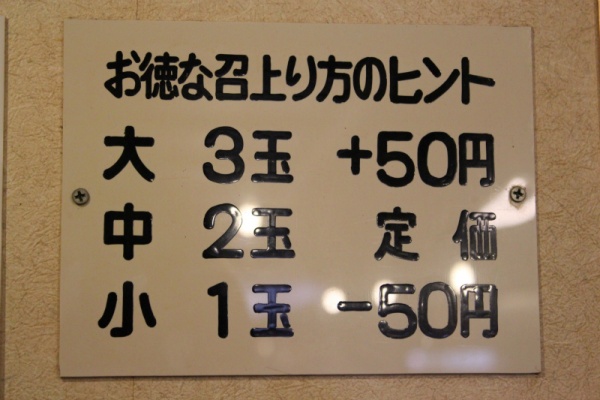 お徳な召上り方のヒント
大 3玉 +50円
中 2玉 定価
小 1玉 -50円